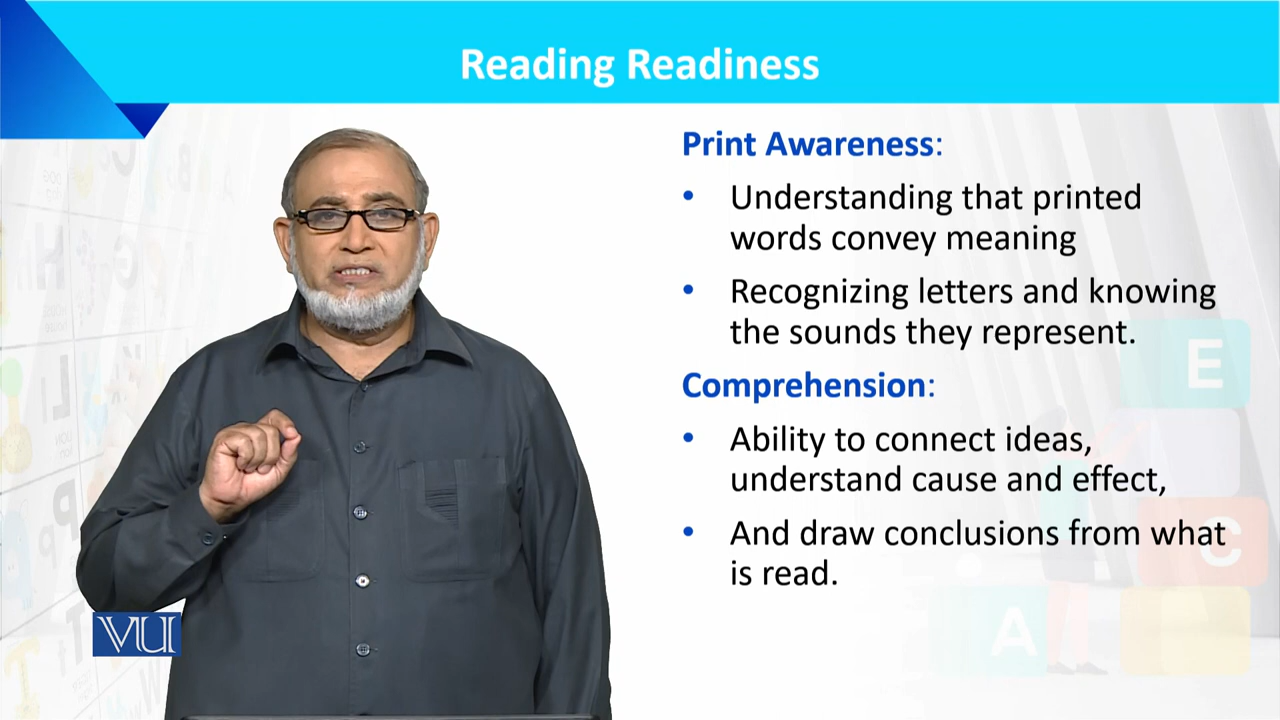 Reading Readiness
Print Awareness:
• Understanding that printed
words convey meaning
• Recognizing letters and knowing
the sounds they represent.
Comprehension:
• Ability to connect ideas,
understand cause and effect,
• And draw conclusions from what
is read.
VU
E
C
A